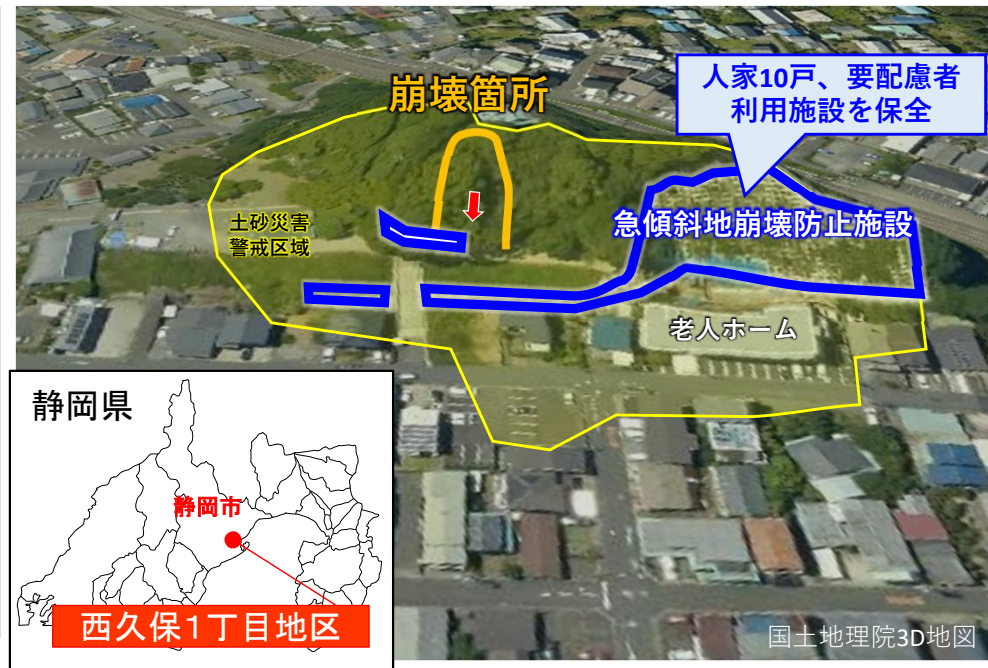 崩壊箇所
人家10戸、要配慮者
利用施設を保全
土砂災害
警戒区域
急傾斜地崩壊防止施設
老人ホーム
静岡県
静岡市
西久保1丁目地区
国土地理院3D地図